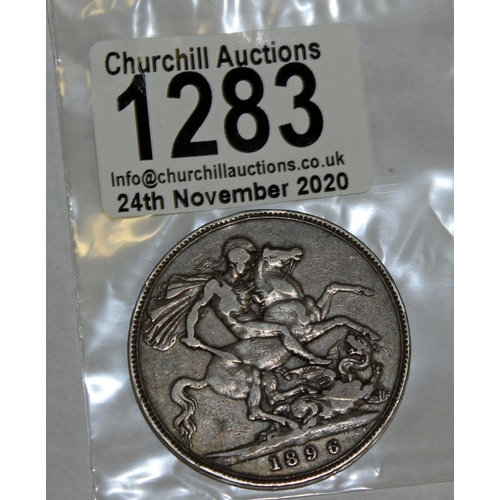 Churchill Auctions
1283
Info@churchillauctions.co.uk
24th November 2020
1896